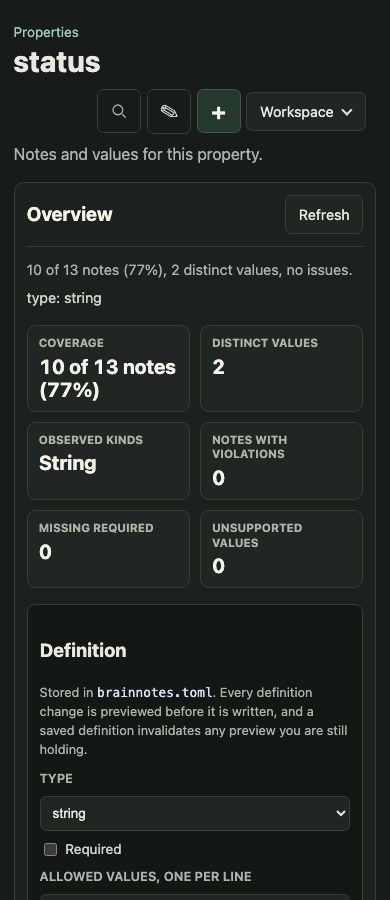 Properties
status
+
Workspace
Notes and values for this property.
Overview
Refresh
10 of 13 notes (77%), 2 distinct values, no issues.
type: string
COVERAGE
10 of 13 notes
(77%)
DISTINCT VALUES
2
OBSERVED KINDS
String
NOTES WITH
VIOLATIONS
0
MISSING REQUIRED
0
UNSUPPORTED
VALUES
0
Definition
Stored in brainnotes.toml. Every definition
change is previewed before it is written, and a
saved definition invalidates any preview you are still
holding.
TYPE
string
Required
ALLOWED VALUES, ONE PER LINE